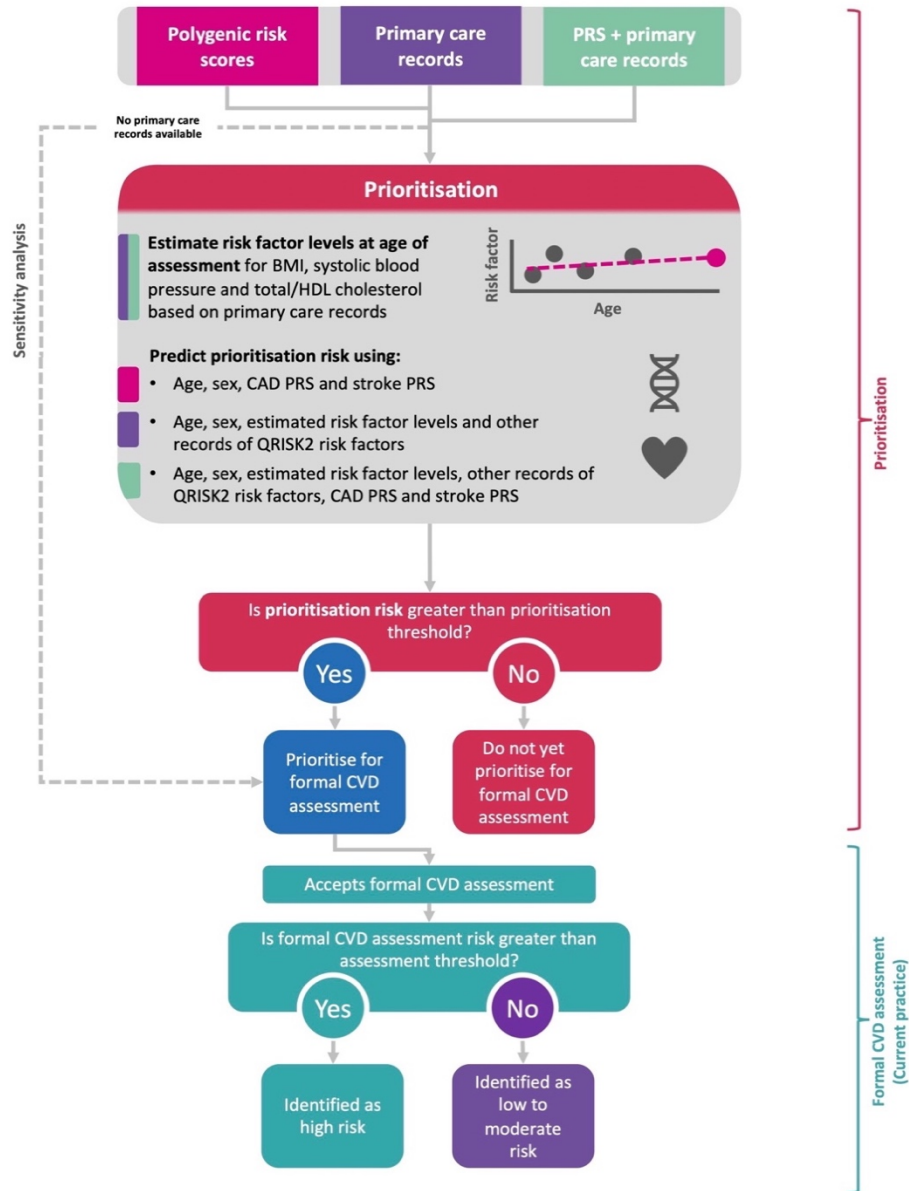 Polygenic risk
scores
Primary care
records
PRS + primary
care records
No primary care
records available
Sensitivity analysis
Prioritisation
Estimate risk factor levels at age of
assessment for BMI, systolic blood
pressure and total/HDL cholesterol
based on primary care records
Risk factor
Age
Predict prioritisation risk using:
• Age, sex, CAD PRS and stroke PRS
• Age, sex, estimated risk factor levels and other
records of QRISK2 risk factors
• Age, sex, estimated risk factor levels, other records of
QRISK2 risk factors, CAD PRS and stroke PRS
Prioritisation
Is prioritisation risk greater than prioritisation
threshold?
Yes
No
Prioritise for
formal CVD
assessment
Do not yet
prioritise for
formal CVD
assessment
Accepts formal CVD assessment
Is formal CVD assessment risk greater than
assessment threshold?
Yes
No
Identified as
high risk
Identified as
low to
moderate
risk
Formal CVD assessment
(Current practice)